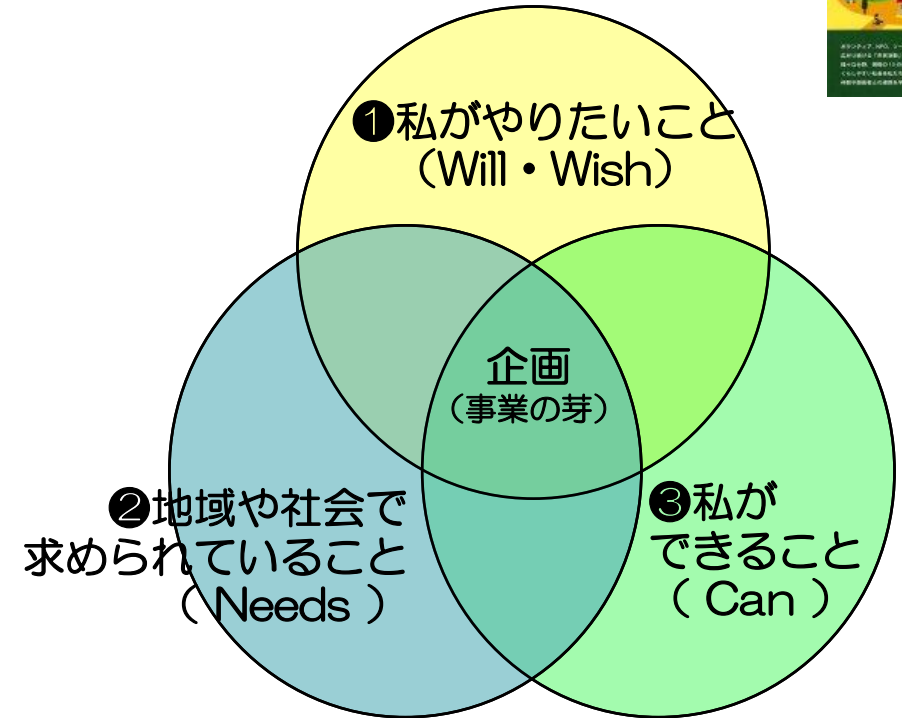 ❶私がやりたいこと
（Will・Wish）
企画
（事業の芽）
❷地域や社会で
求められていること
（ Needs ）
❸私が
できること
（ Can ）